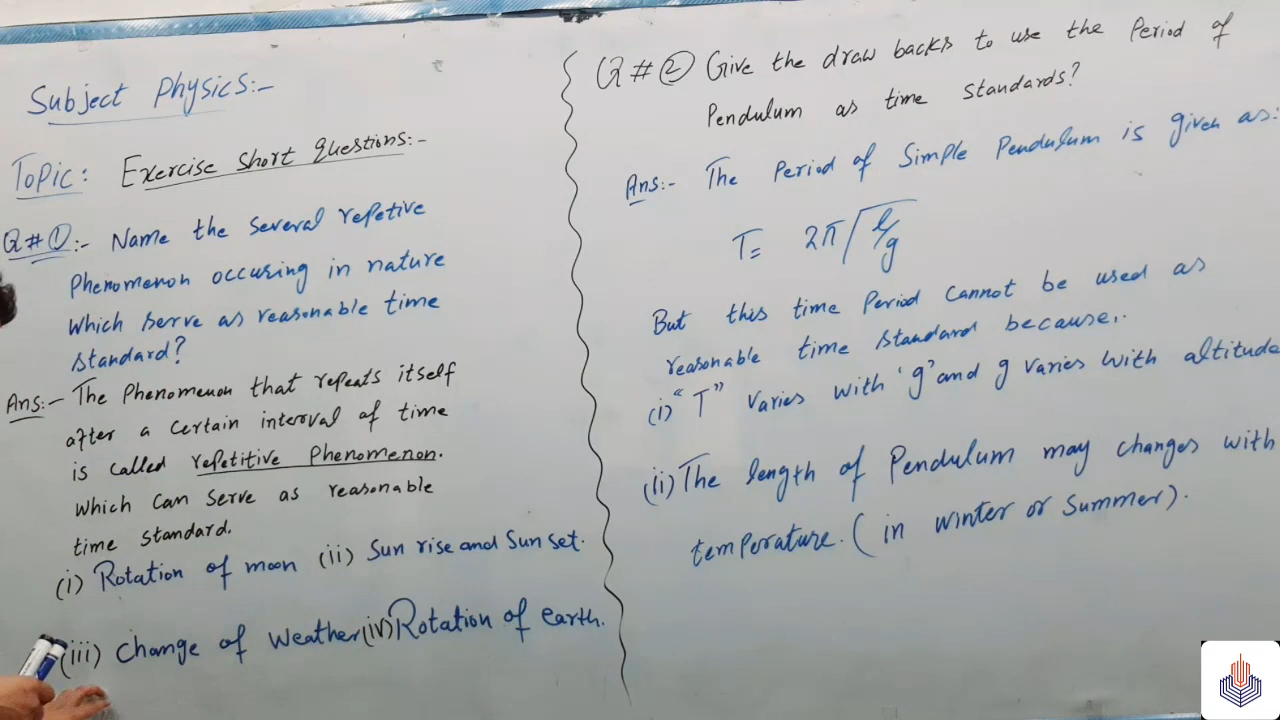 Subject Physics:-
Topic: Exercise Short Questions:-
Q # 1:- Name the several repetive
Phenomenon occuring in nature
Which serve as reasonable time
standard?
Ans:- The Phenomenon that repeats itself
after a certain interval of time
is called repetitive Phenomenon.
Which can serve as reasonable
time standard.
(i) Rotation of moon (ii) Sun rise and Sun set.
(iii) Change of Weather (iv) Rotation of earth.
Q # 2 Give the draw backs to use the Period of
Pendulum as time standards?
Ans:- The Period of Simple Pendulum is given as:
T = 2π√l/g
But this time Period cannot be used as
reasonable time standard because,.
(i) "T" varies with 'g' and g varies with altitude
(ii) The length of Pendulum may changes with
temperature. (in winter or summer).